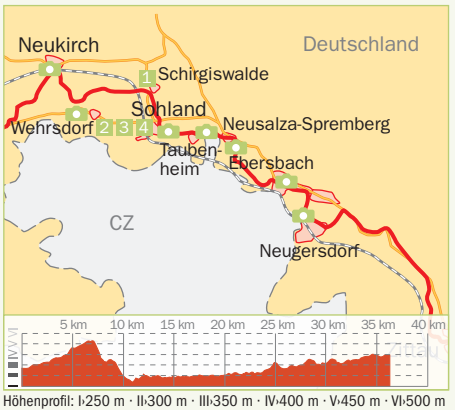 Neukirch
Deutschland
1 Schirgiswalde
Sohland
Wehrsdorf 2 3 4
Neusalza-Spremberg
Tauben-
heim
Ebersbach
CZ
Neugersdorf
5 km 10 km 15 km 20 km 25 km 30 km 35 km 40 km
Zittau
Höhenprofil: I›250 m · II›300 m · III›350 m · IV›400 m · V›450 m · VI›500 m